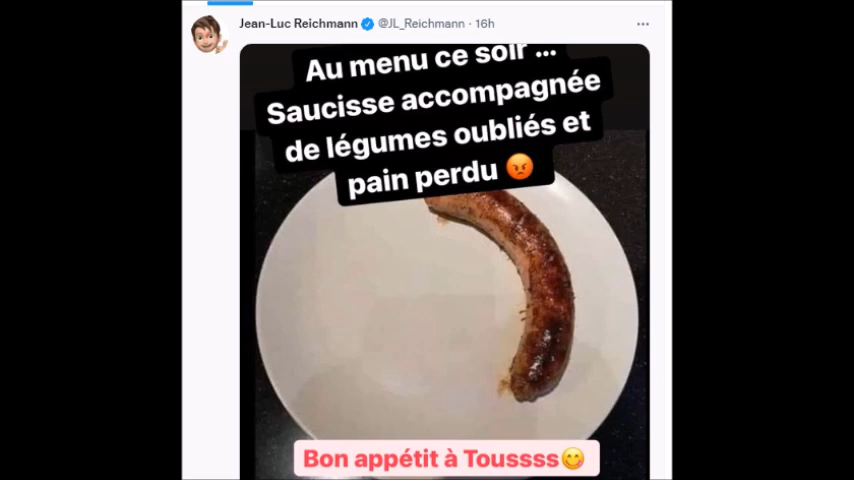 Jean-Luc Reichmann @JL_Reichmann · 16h
Au menu ce soir ...
Saucisse accompagnée
de légumes oubliés et
pain perdu 😡
Bon appétit à Toussss😋